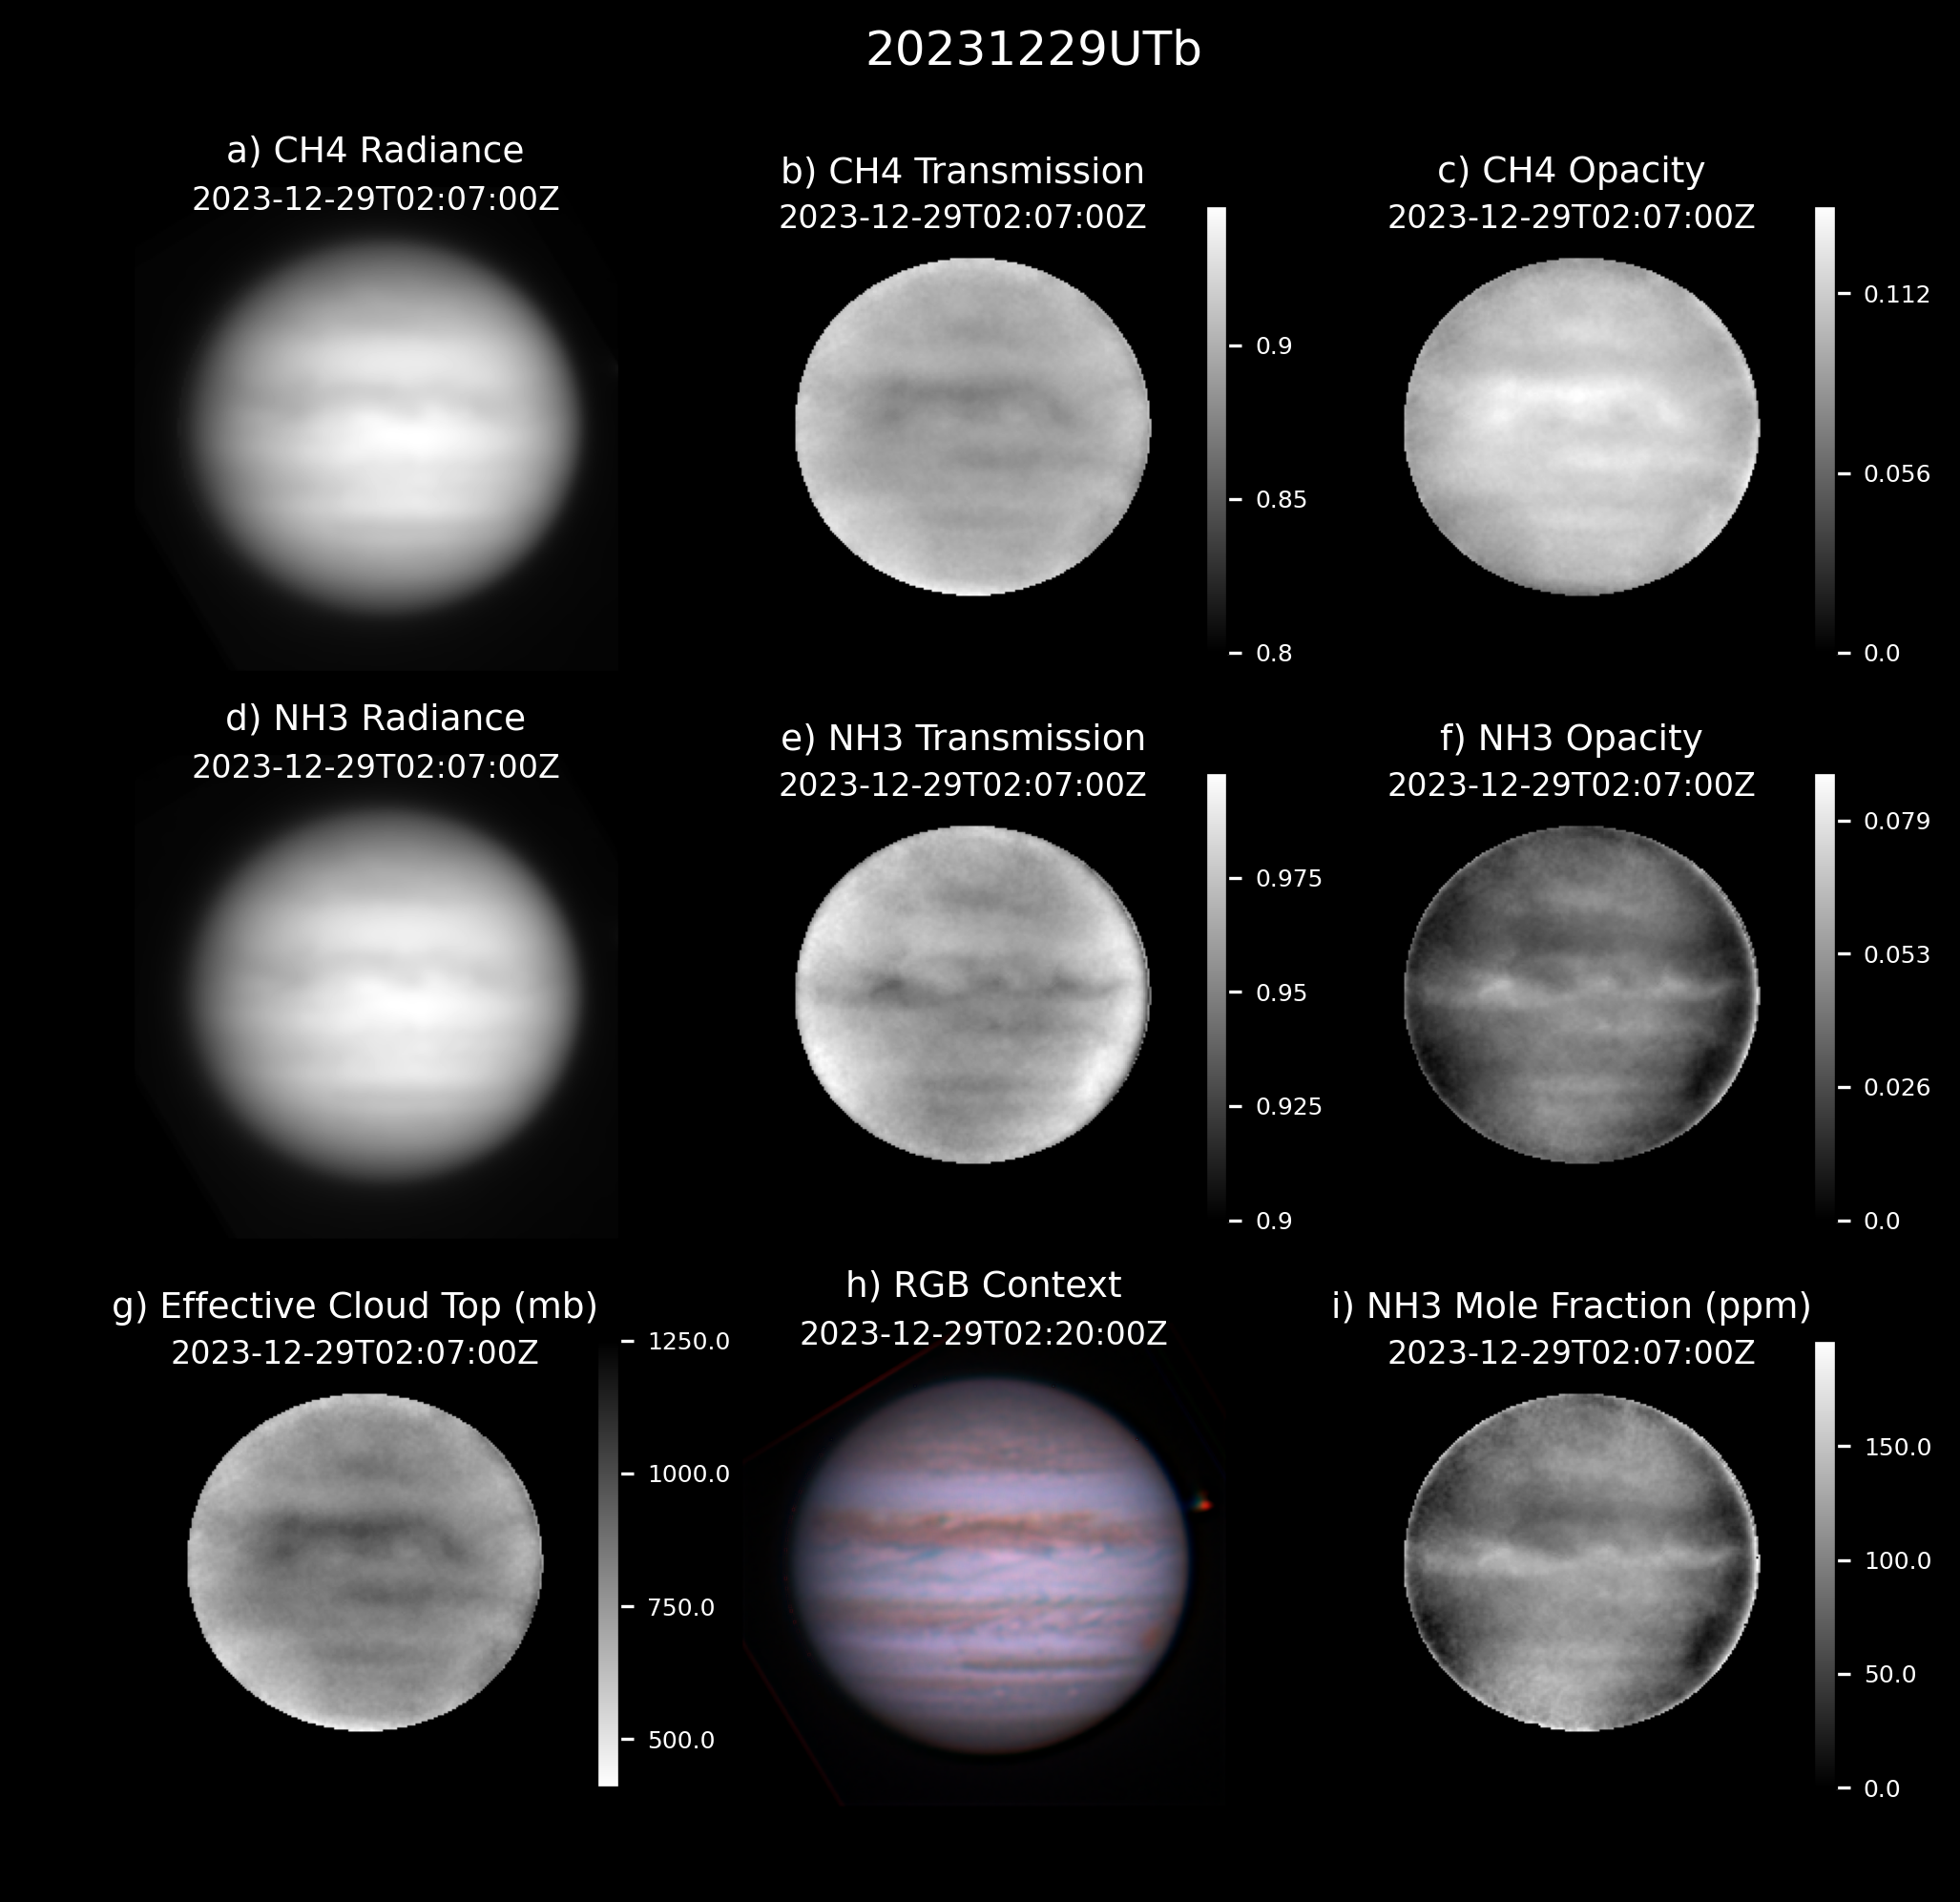 20231229UTb
a) CH4 Radiance
2023-12-29T02:07:00Z
b) CH4 Transmission
2023-12-29T02:07:00Z
0.9
0.85
0.8
c) CH4 Opacity
2023-12-29T02:07:00Z
0.112
0.056
0.0
d) NH3 Radiance
2023-12-29T02:07:00Z
e) NH3 Transmission
2023-12-29T02:07:00Z
0.975
0.95
0.925
0.9
f) NH3 Opacity
2023-12-29T02:07:00Z
0.079
0.053
0.026
0.0
g) Effective Cloud Top (mb)
2023-12-29T02:07:00Z
1250.0
1000.0
750.0
500.0
h) RGB Context
2023-12-29T02:20:00Z
i) NH3 Mole Fraction (ppm)
2023-12-29T02:07:00Z
150.0
100.0
50.0
0.0